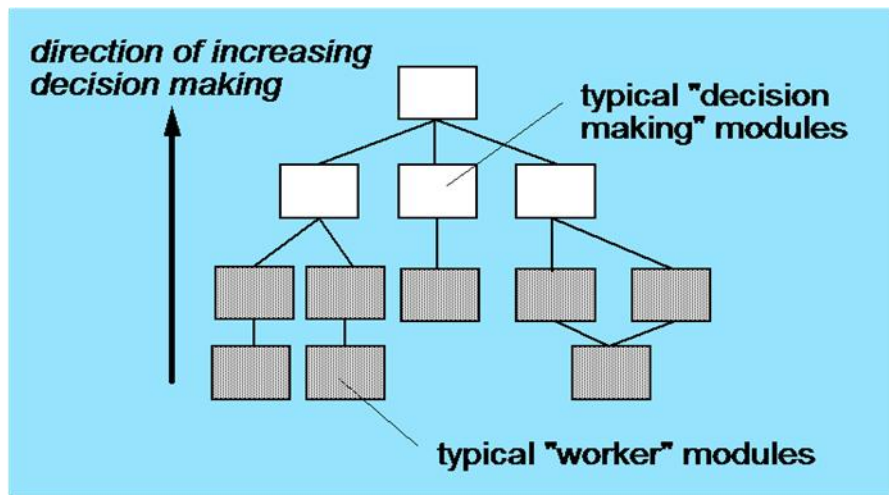 direction of increasing
decision making
typical "decision
making" modules
typical "worker" modules